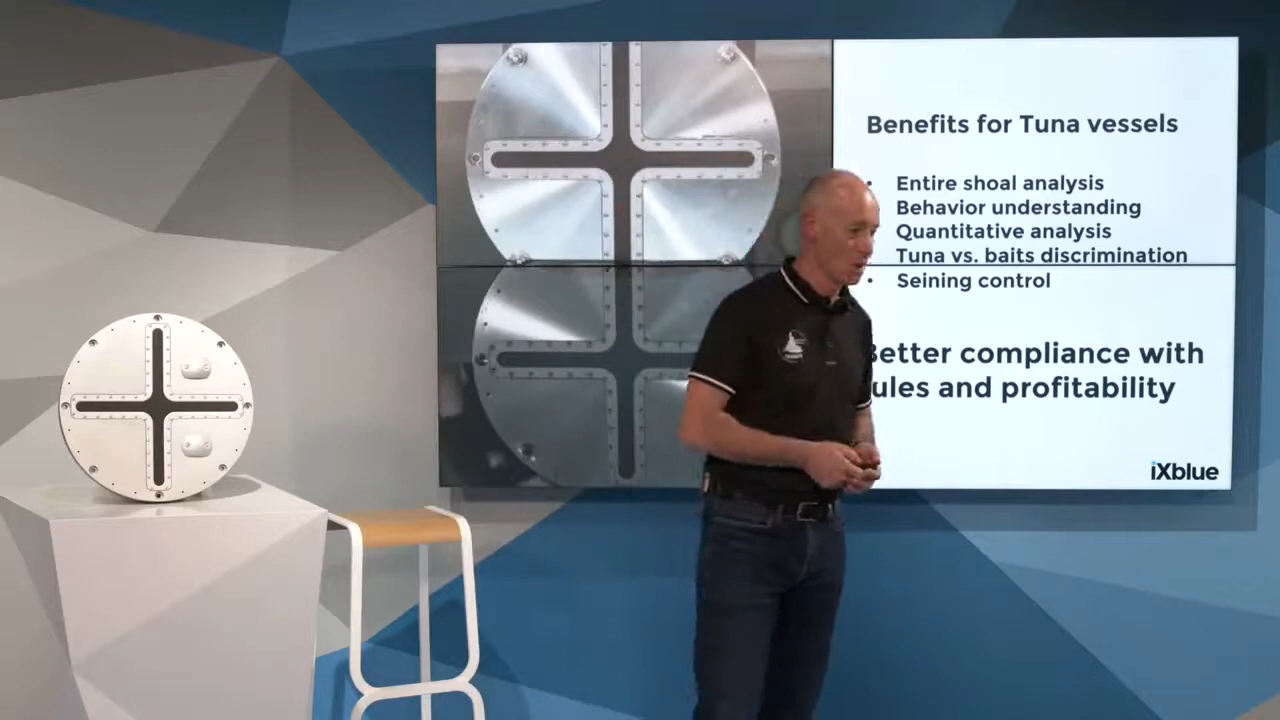 Benefits for Tuna vessels
• Entire shoal analysis
Behavior understanding
Quantitative analysis
Tuna vs. baits discrimination
• Seining control
Better compliance with
ules and profitability
iXblue